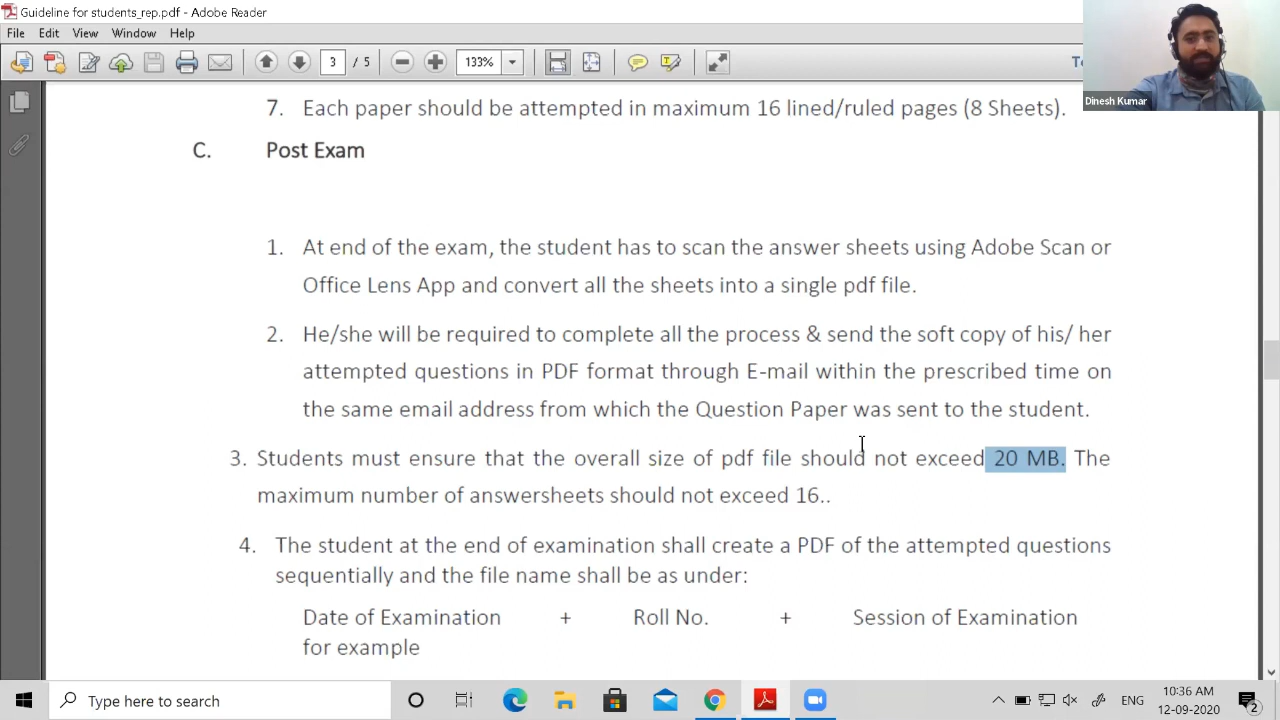 Guideline for students_rep.pdf - Adobe Reader
File Edit View Window Help
3 / 5 133%
Dinesh Kumar
7. Each paper should be attempted in maximum 16 lined/ruled pages (8 Sheets).
C. Post Exam
1. At end of the exam, the student has to scan the answer sheets using Adobe Scan or
Office Lens App and convert all the sheets into a single pdf file.
2. He/she will be required to complete all the process & send the soft copy of his/ her
attempted questions in PDF format through E-mail within the prescribed time on
the same email address from which the Question Paper was sent to the student.
3. Students must ensure that the overall size of pdf file should not exceed 20 MB. The
maximum number of answersheets should not exceed 16..
4. The student at the end of examination shall create a PDF of the attempted questions
sequentially and the file name shall be as under:
Date of Examination + Roll No. + Session of Examination
for example
Type here to search
ENG
10:36 AM
12-09-2020
2